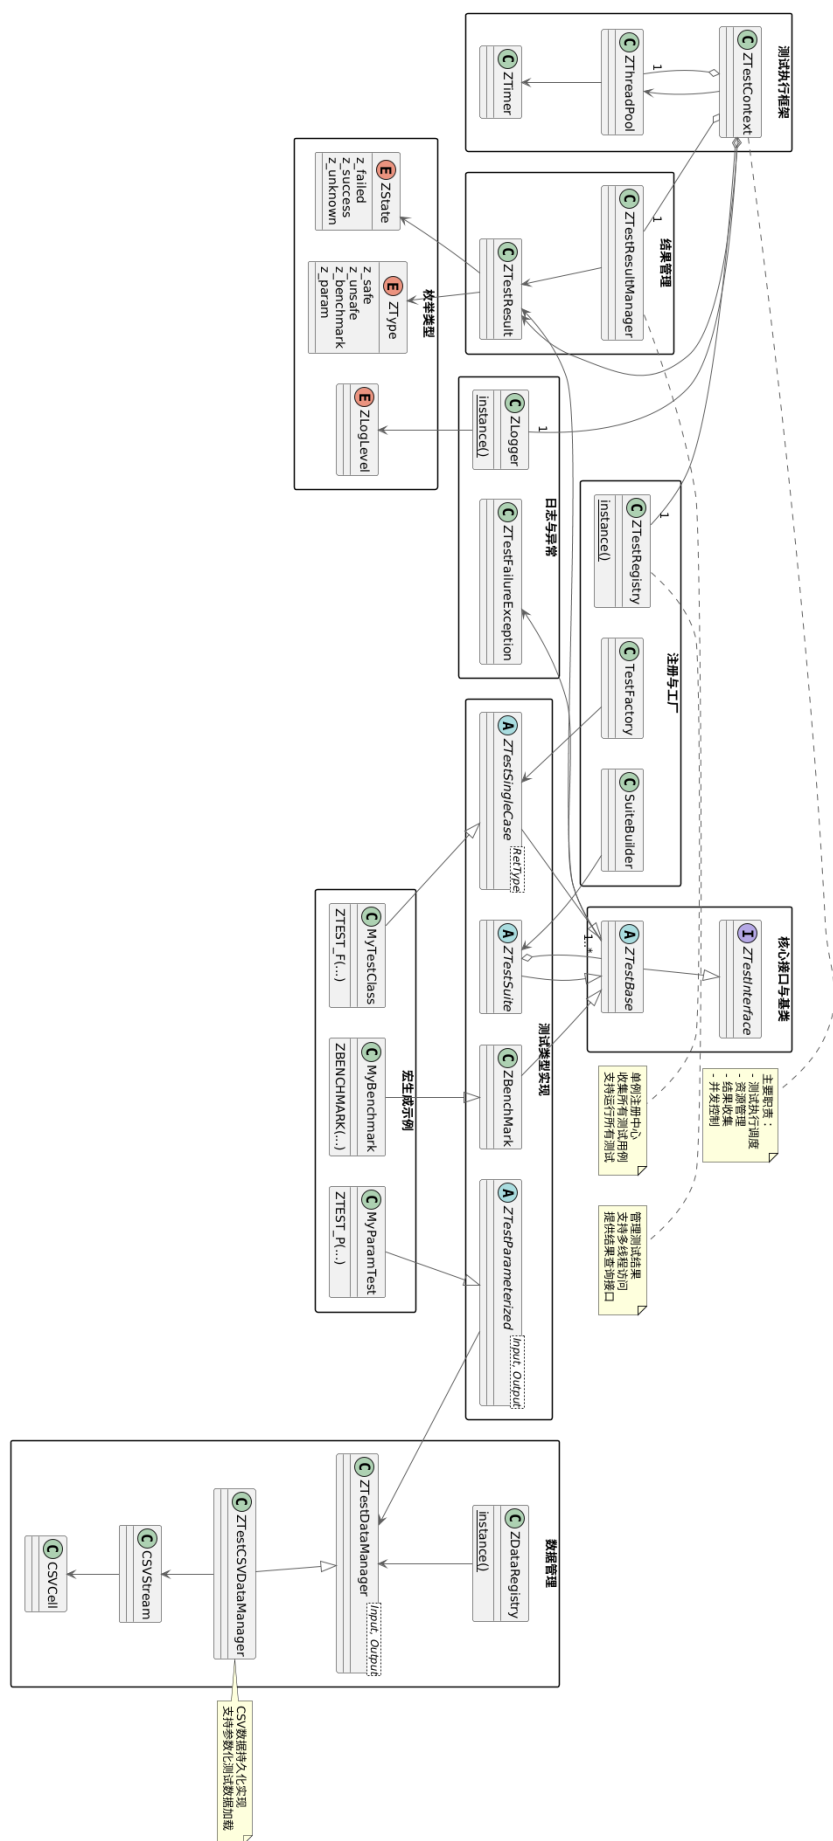 测试执行框架
C ZTestContext
1
C ZThreadPool
C ZTimer
结果管理
C ZTestResultManager
1
C ZTestResult
枚举类型
E ZState
z_failed
z_success
z_unknown
E ZType
z_safe
z_unsafe
z_benchmark
z_param
E ZLogLevel
日志与异常
C ZLogger
instance()
1
C ZTestFailureException
注册与工厂
C ZTestRegistry
instance()
1
C TestFactory
C SuiteBuilder
核心接口与基类
I ZTestInterface
A ZTestBase
1..*
测试类型实现
A ZTestSingleCase
RetType
A ZTestSuite
C ZBenchMark
A ZTestParameterized
Input, Output
宏生成示例
C MyTestClass
ZTEST_F(...)
C MyBenchmark
ZBENCHMARK(...)
C MyParamTest
ZTEST_P(...)
主要职责：
- 测试执行调度
- 资源管理
- 结果收集
- 并发控制
单例注册中心
收集所有测试用例
支持运行所有测试
管理测试结果
支持多线程访问
提供结果查询接口
数据管理
C ZDataRegistry
instance()
C ZTestDataManager
Input, Output
C ZTestCSVDataManager
C CSVStream
C CSVCell
CSV数据持久化实现
支持参数化测试数据加载